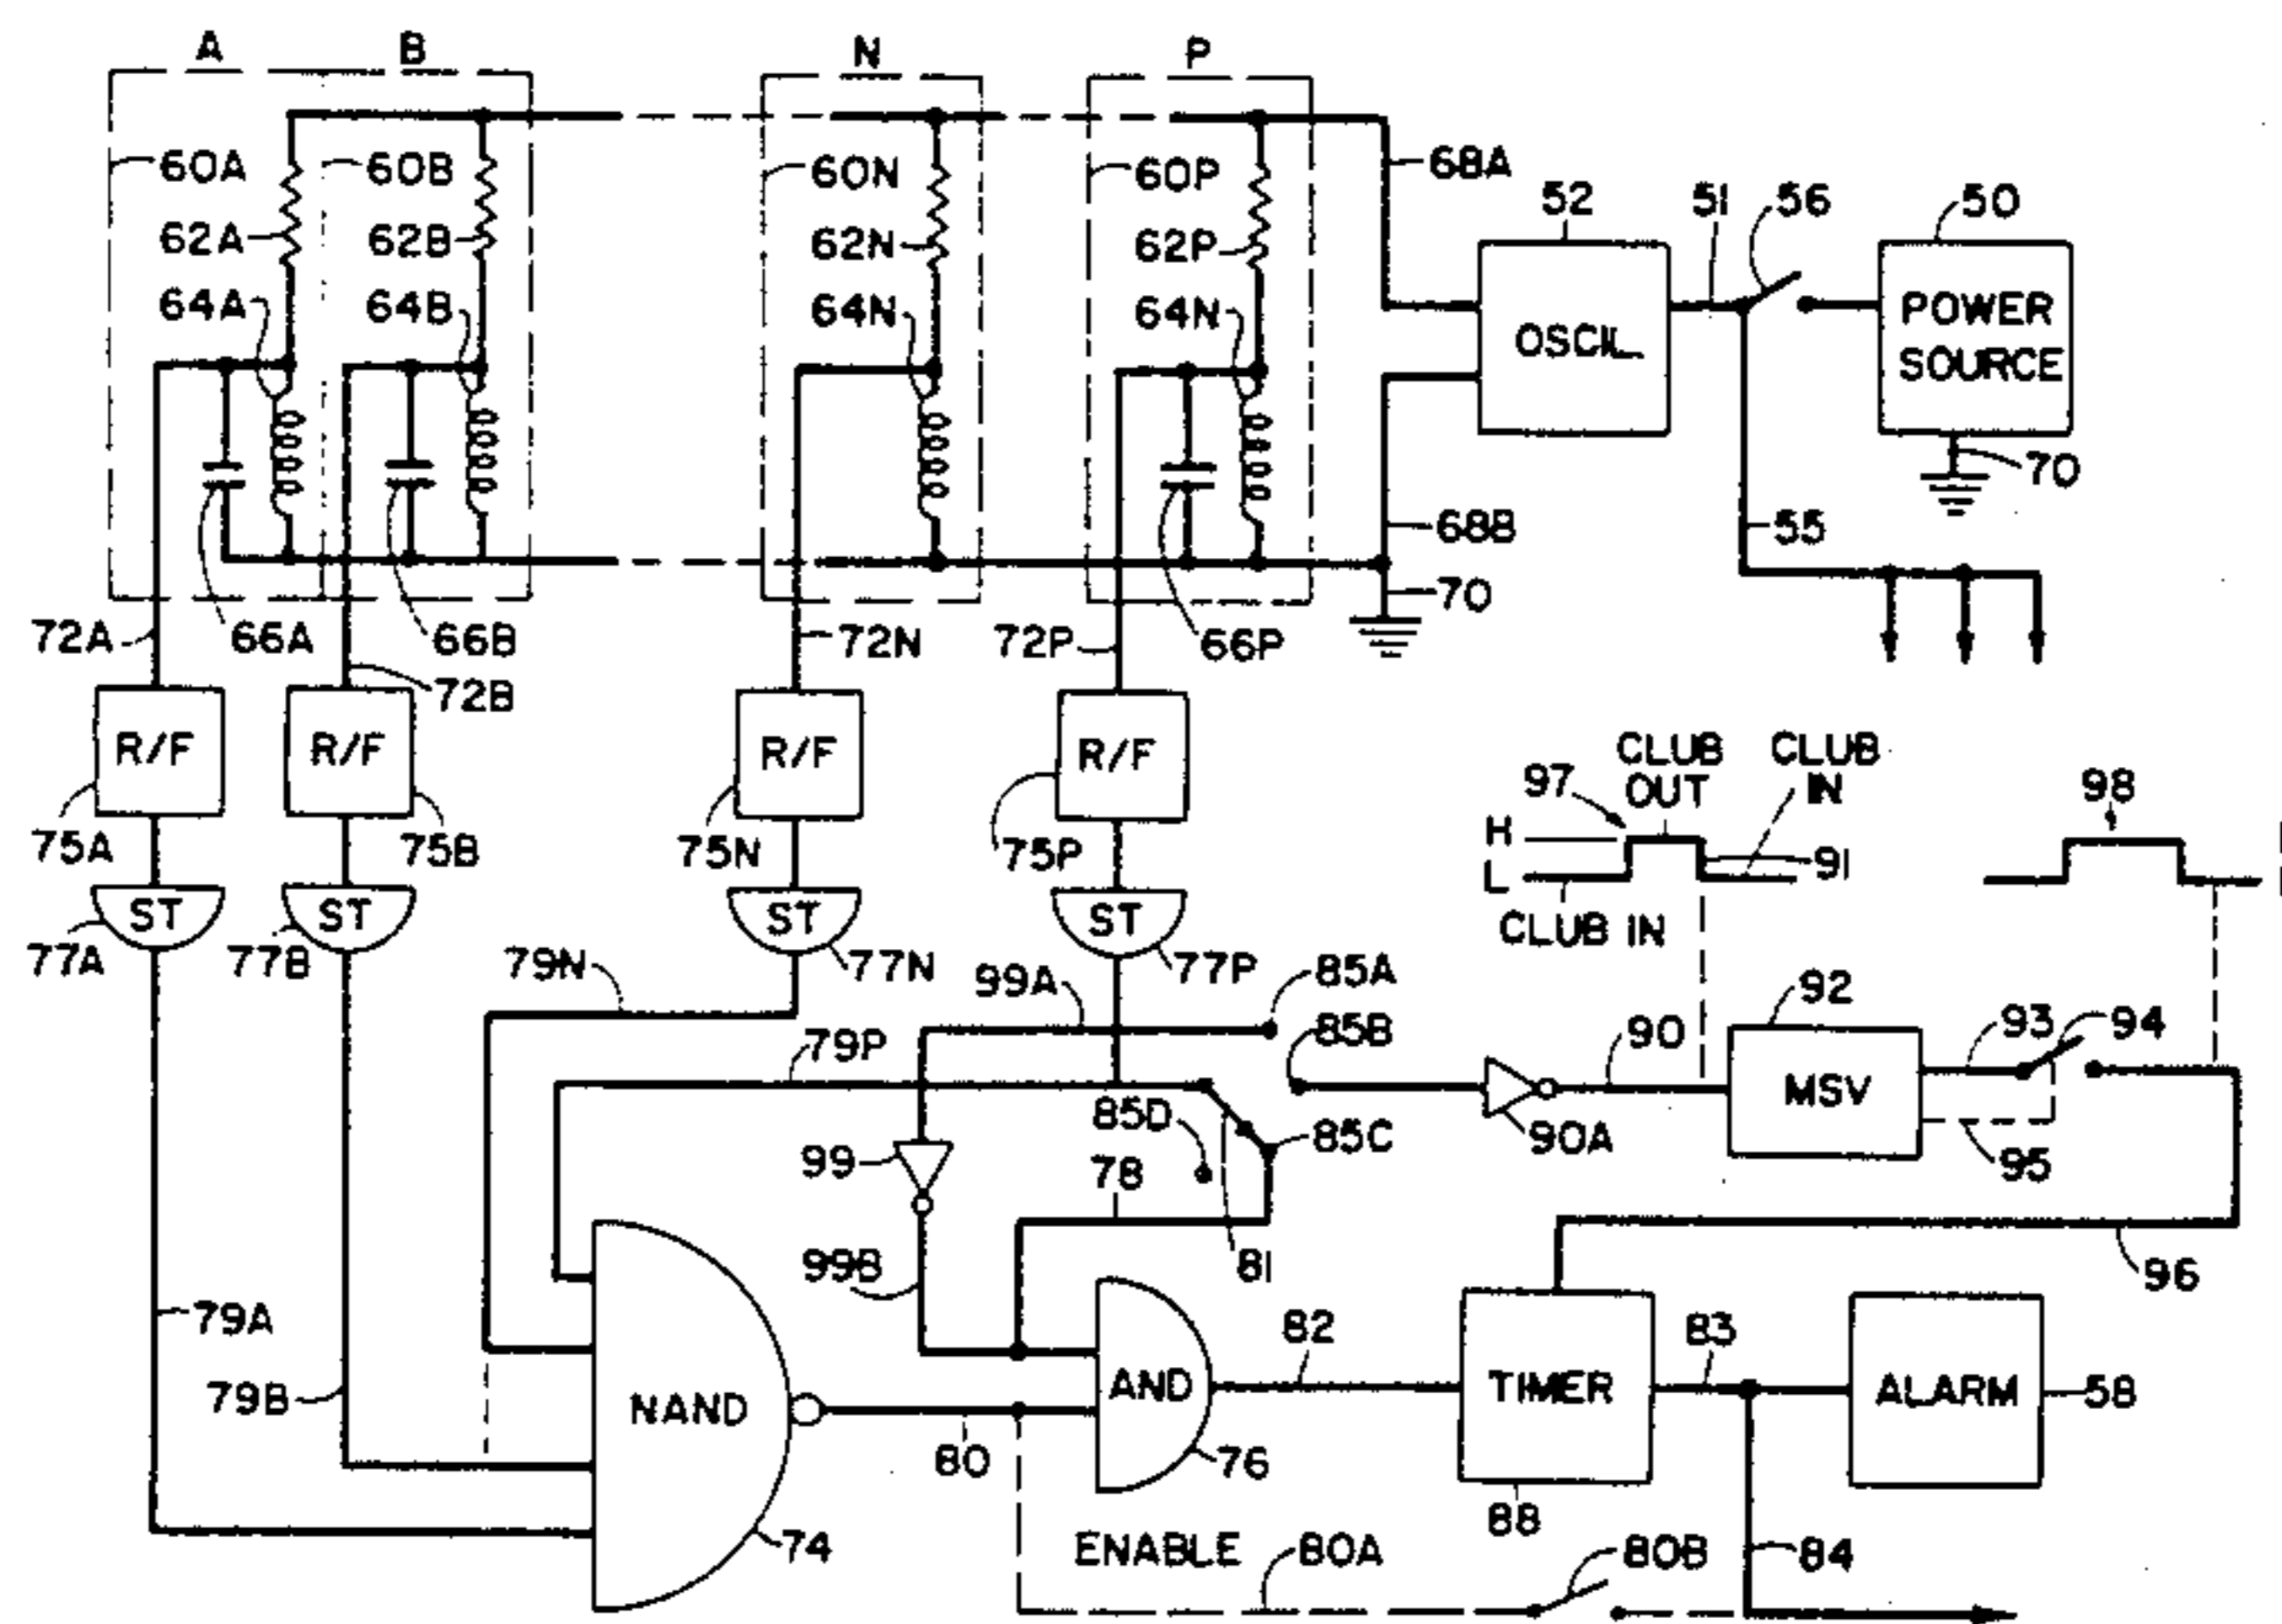 A B N P
60A 60B 60N 60P 68A
52 51 56 50
62A 62B 62N 62P
64A 64B 64N 64N
OSCIL
POWER
SOURCE
70
68B 55
70
72A 66A 66B 72N 72P 66P
72B
R/F R/F R/F R/F
CLUB
OUT
CLUB
IN
97 98
75A 75B 75N 75P
H
L
91
CLUB IN
ST ST ST ST
77A 77B 79N 77N 77P
99A 85A
92
85B 90 93 94
79P
MSV
85D 85C 90A 95
99 78
99B 81 96
79A 82 83
79B NAND AND TIMER ALARM 58
80 76
88
74 ENABLE 80A 80B 84